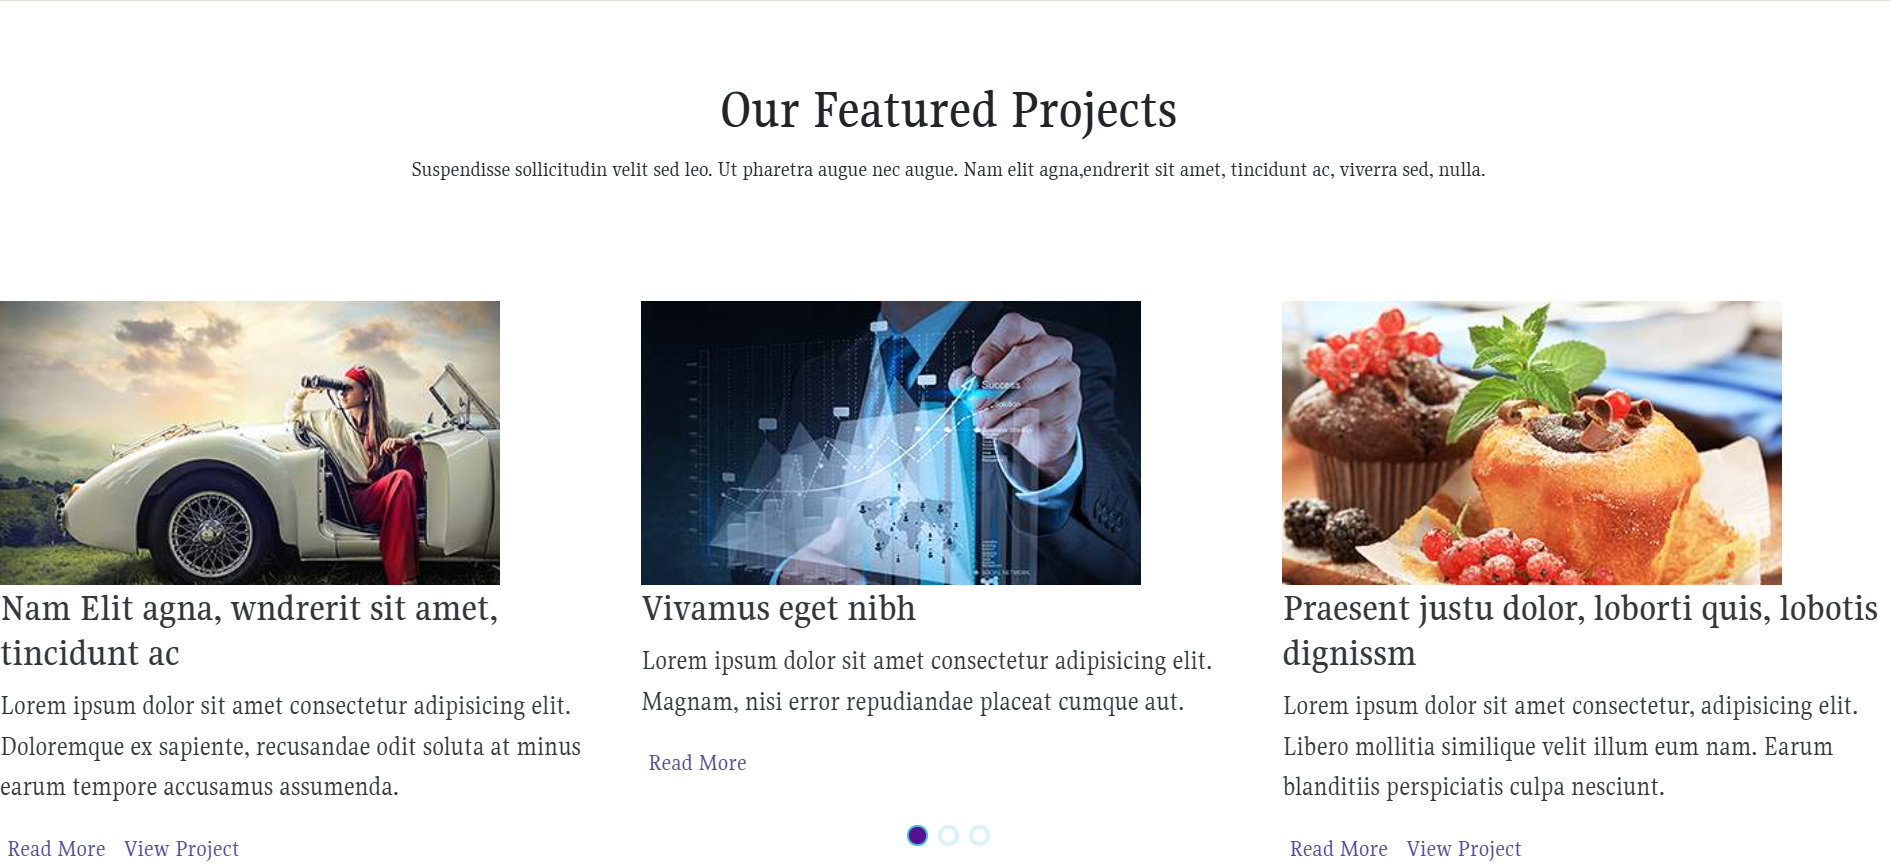 Our Featured Projects
Suspendisse sollicitudin velit sed leo. Ut pharetra augue nec augue. Nam elit agna,endrerit sit amet, tincidunt ac, viverra sed, nulla.
Success
Solution
SOCIAL NETWORK
Nam Elit agna, wndrerit sit amet,
tincidunt ac
Lorem ipsum dolor sit amet consectetur adipisicing elit.
Doloremque ex sapiente, recusandae odit soluta at minus
earum tempore accusamus assumenda.
Read More View Project
Vivamus eget nibh
Lorem ipsum dolor sit amet consectetur adipisicing elit.
Magnam, nisi error repudiandae placeat cumque aut.
Read More
Praesent justu dolor, loborti quis, lobotis
dignissm
Lorem ipsum dolor sit amet consectetur, adipisicing elit.
Libero mollitia similique velit illum eum nam. Earum
blanditiis perspiciatis culpa nesciunt.
Read More View Project